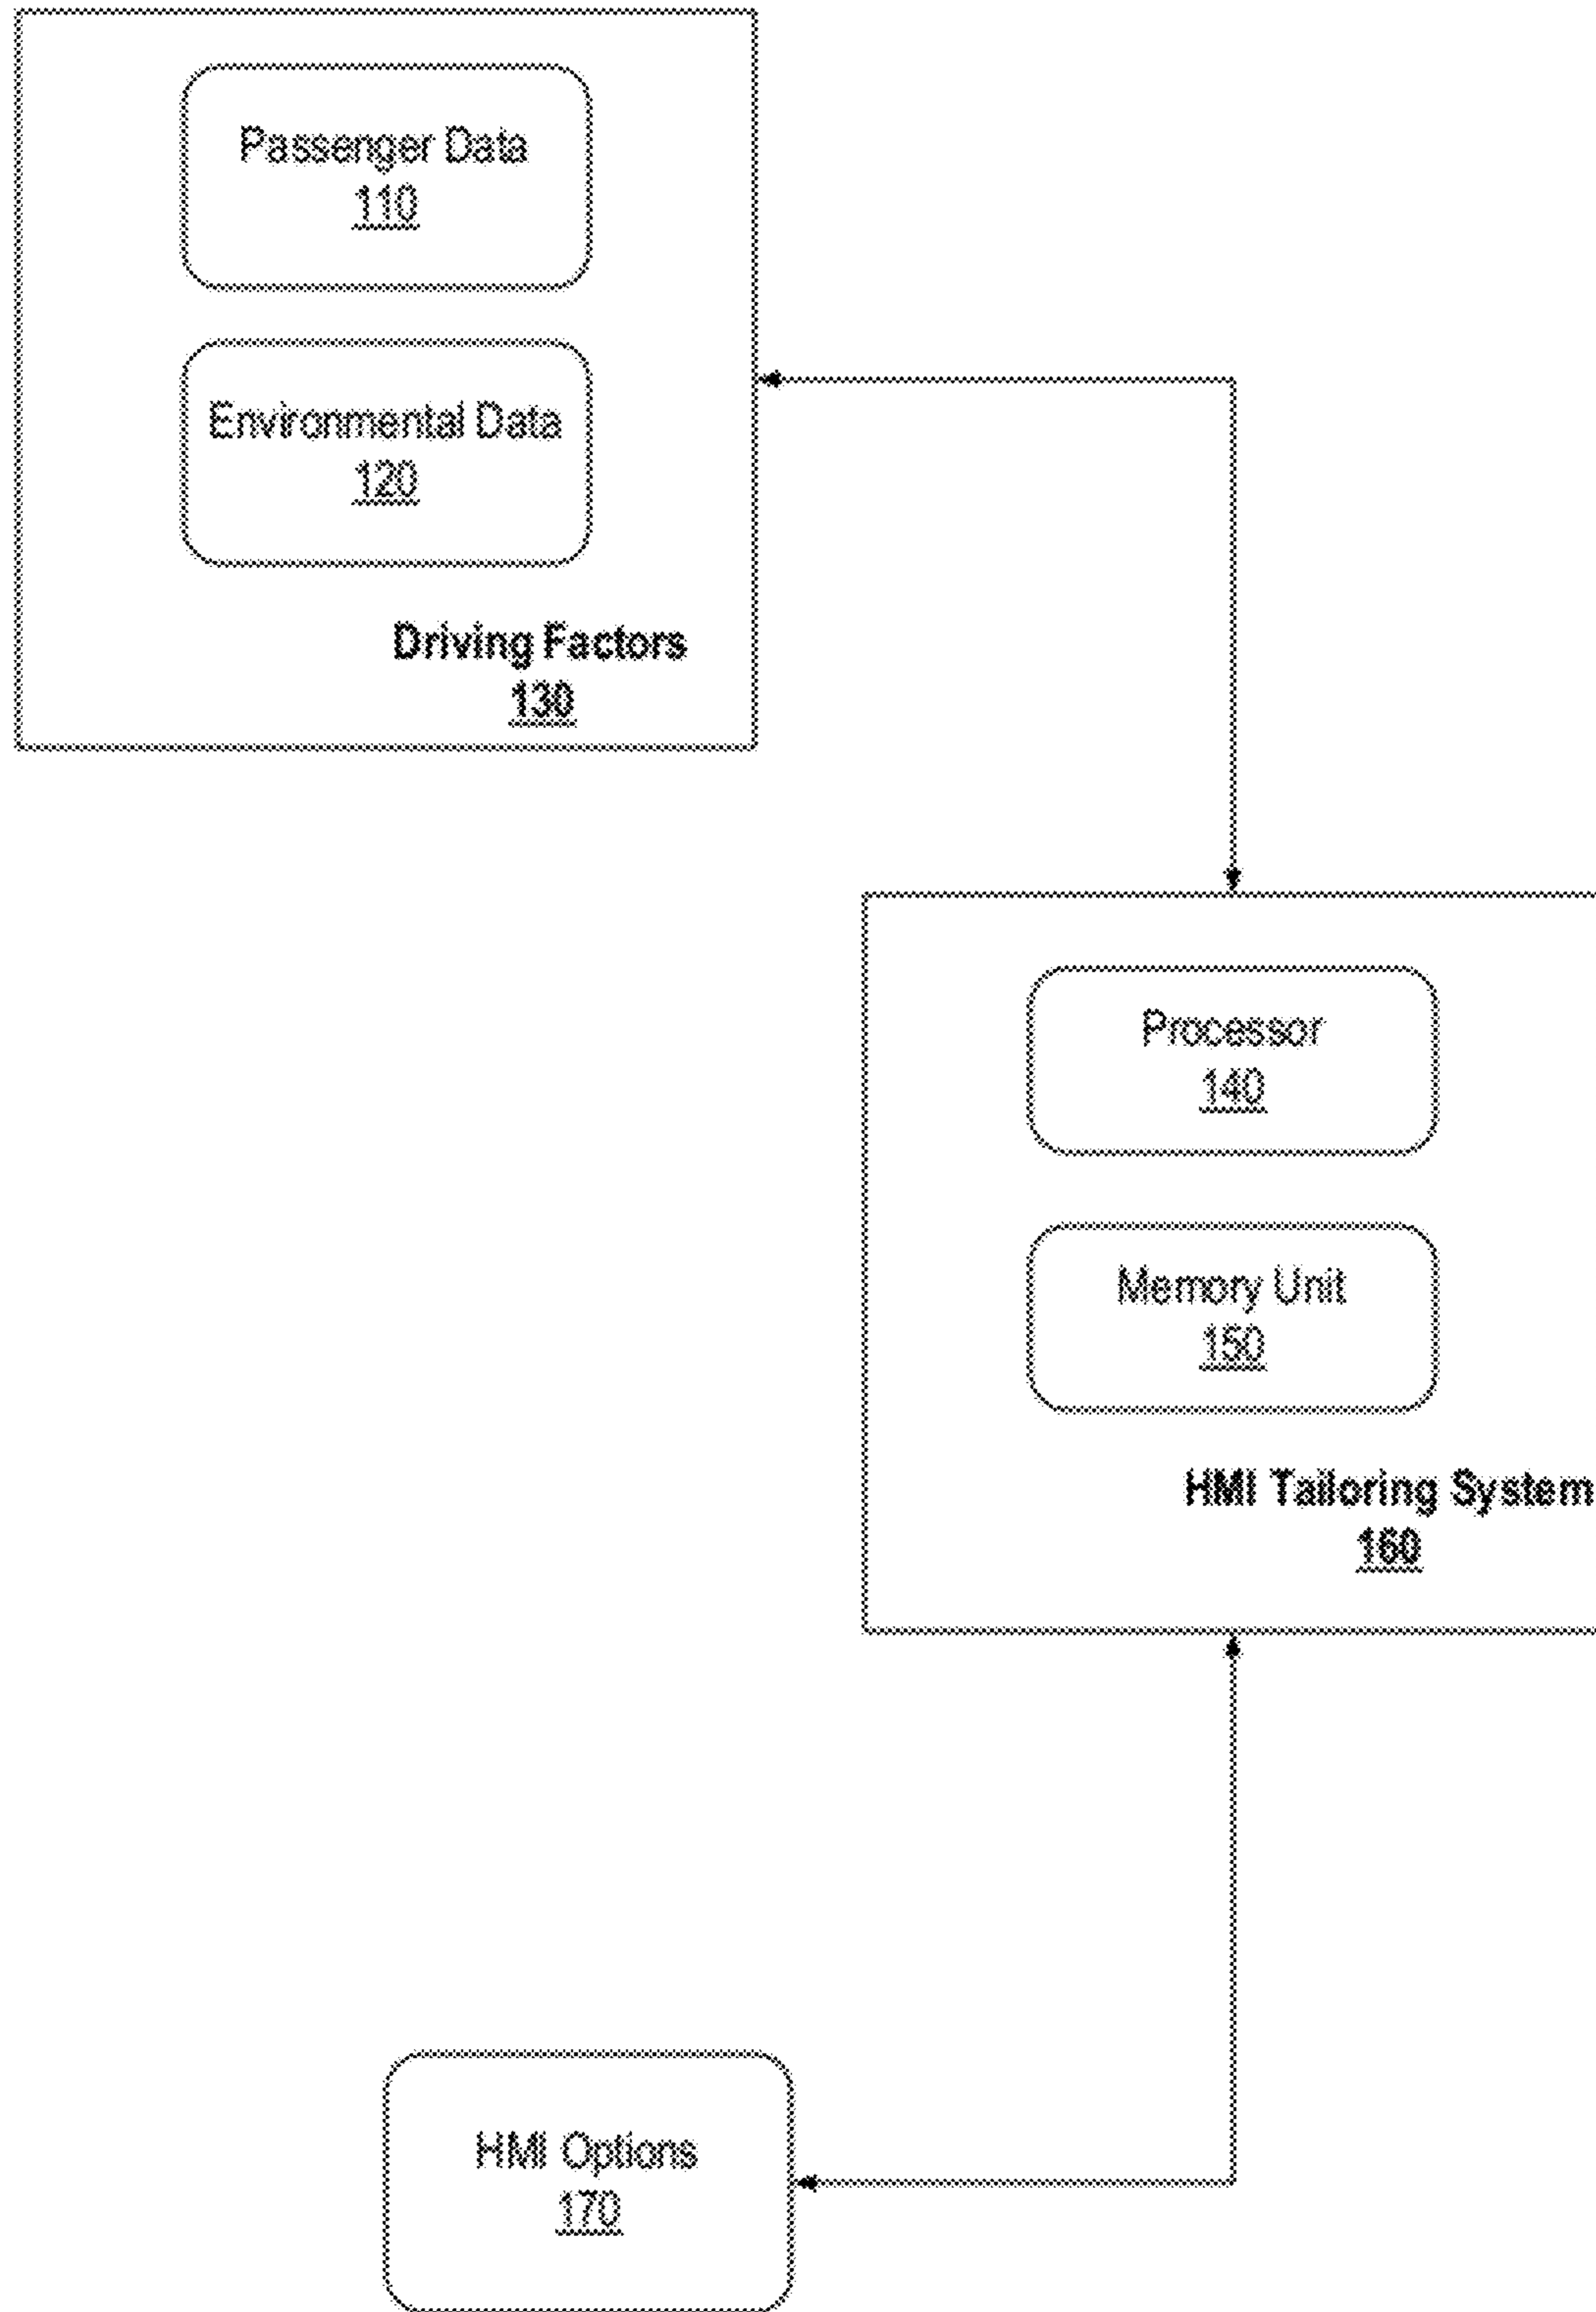 Passenger Data
110
Environmental Data
120
Driving Factors
130
Processor
140
Memory Unit
150
HMI Tailoring System
160
HMI Options
170